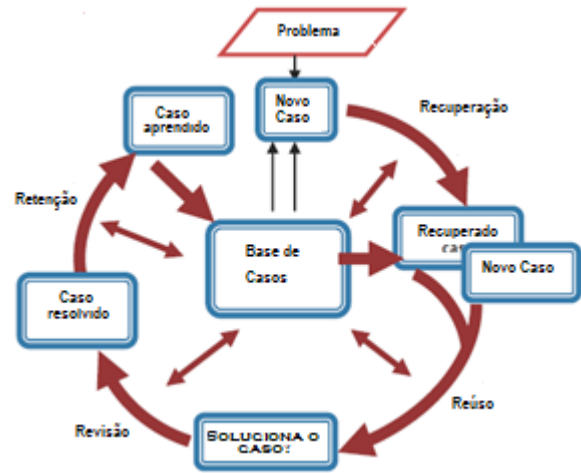 Problema
Novo
Caso
Recuperação
Caso
aprendido
Retenção
Base de
Casos
Recuperado
Novo Caso
Caso
resolvido
Reúso
Revisão
SOLUCIONA O
CASO?